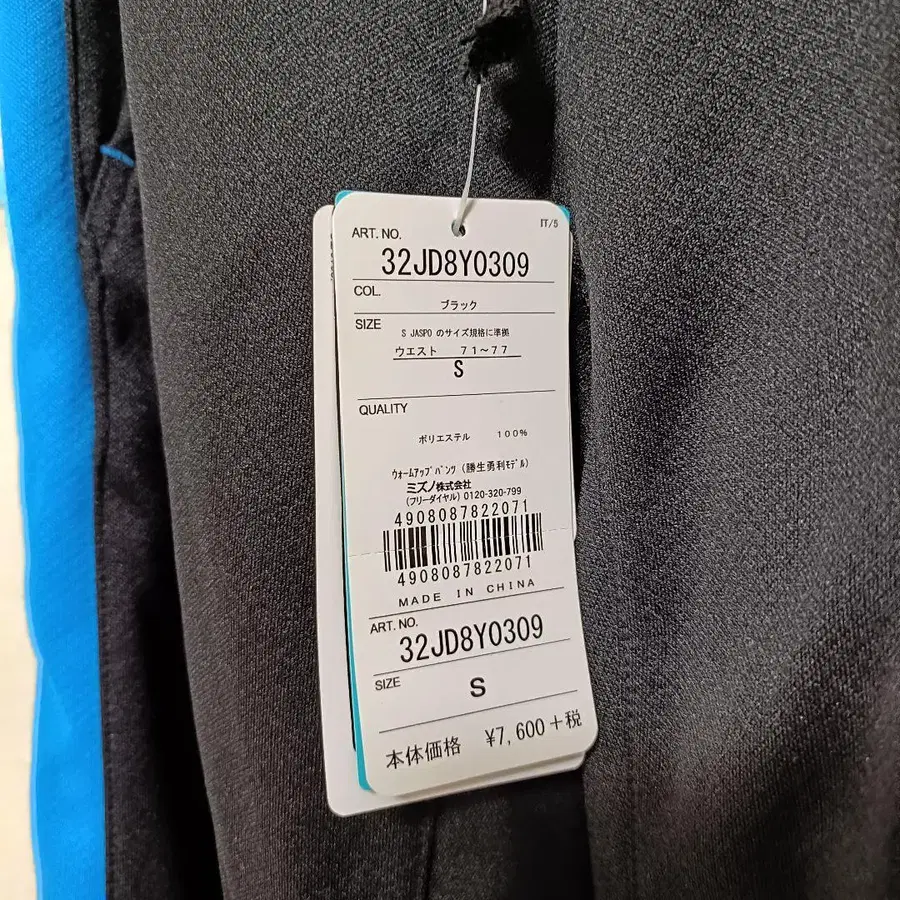 ART. NO.
IT/5
32JD8Y0309
COL.
ブラック
SIZE
S JASPO のサイズ規格に準拠
ウエスト 71~77
S
QUALITY
ポリエステル 100%
ウォームアップパンツ(勝生勇利モデル)
ミズノ株式会社
(フリーダイヤル) 0120-320-799
4908087822071
4908087822071
MADE IN CHINA
ART. NO.
32JD8Y0309
SIZE
S
本体価格 ¥7,600+税